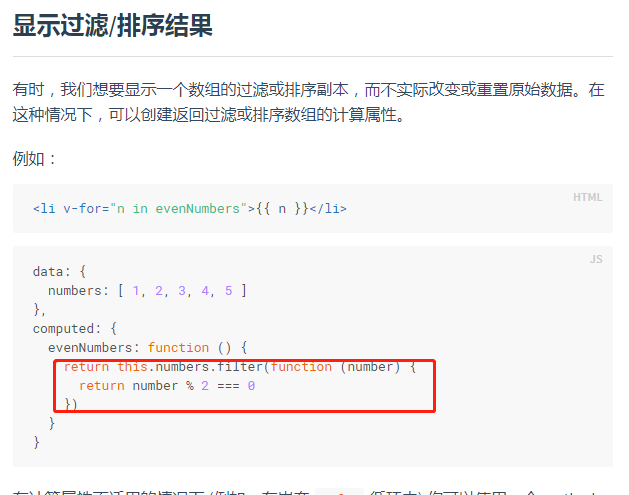 显示过滤/排序结果
有时，我们想要显示一个数组的过滤或排序副本，而不实际改变或重置原始数据。在
这种情况下，可以创建返回过滤或排序数组的计算属性。
例如：
HTML
<li v-for="n in evenNumbers">{{ n }}</li>
JS
data: {
  numbers: [ 1, 2, 3, 4, 5 ]
},
computed: {
  evenNumbers: function () {
    return this.numbers.filter(function (number) {
      return number % 2 === 0
    })
  }
}